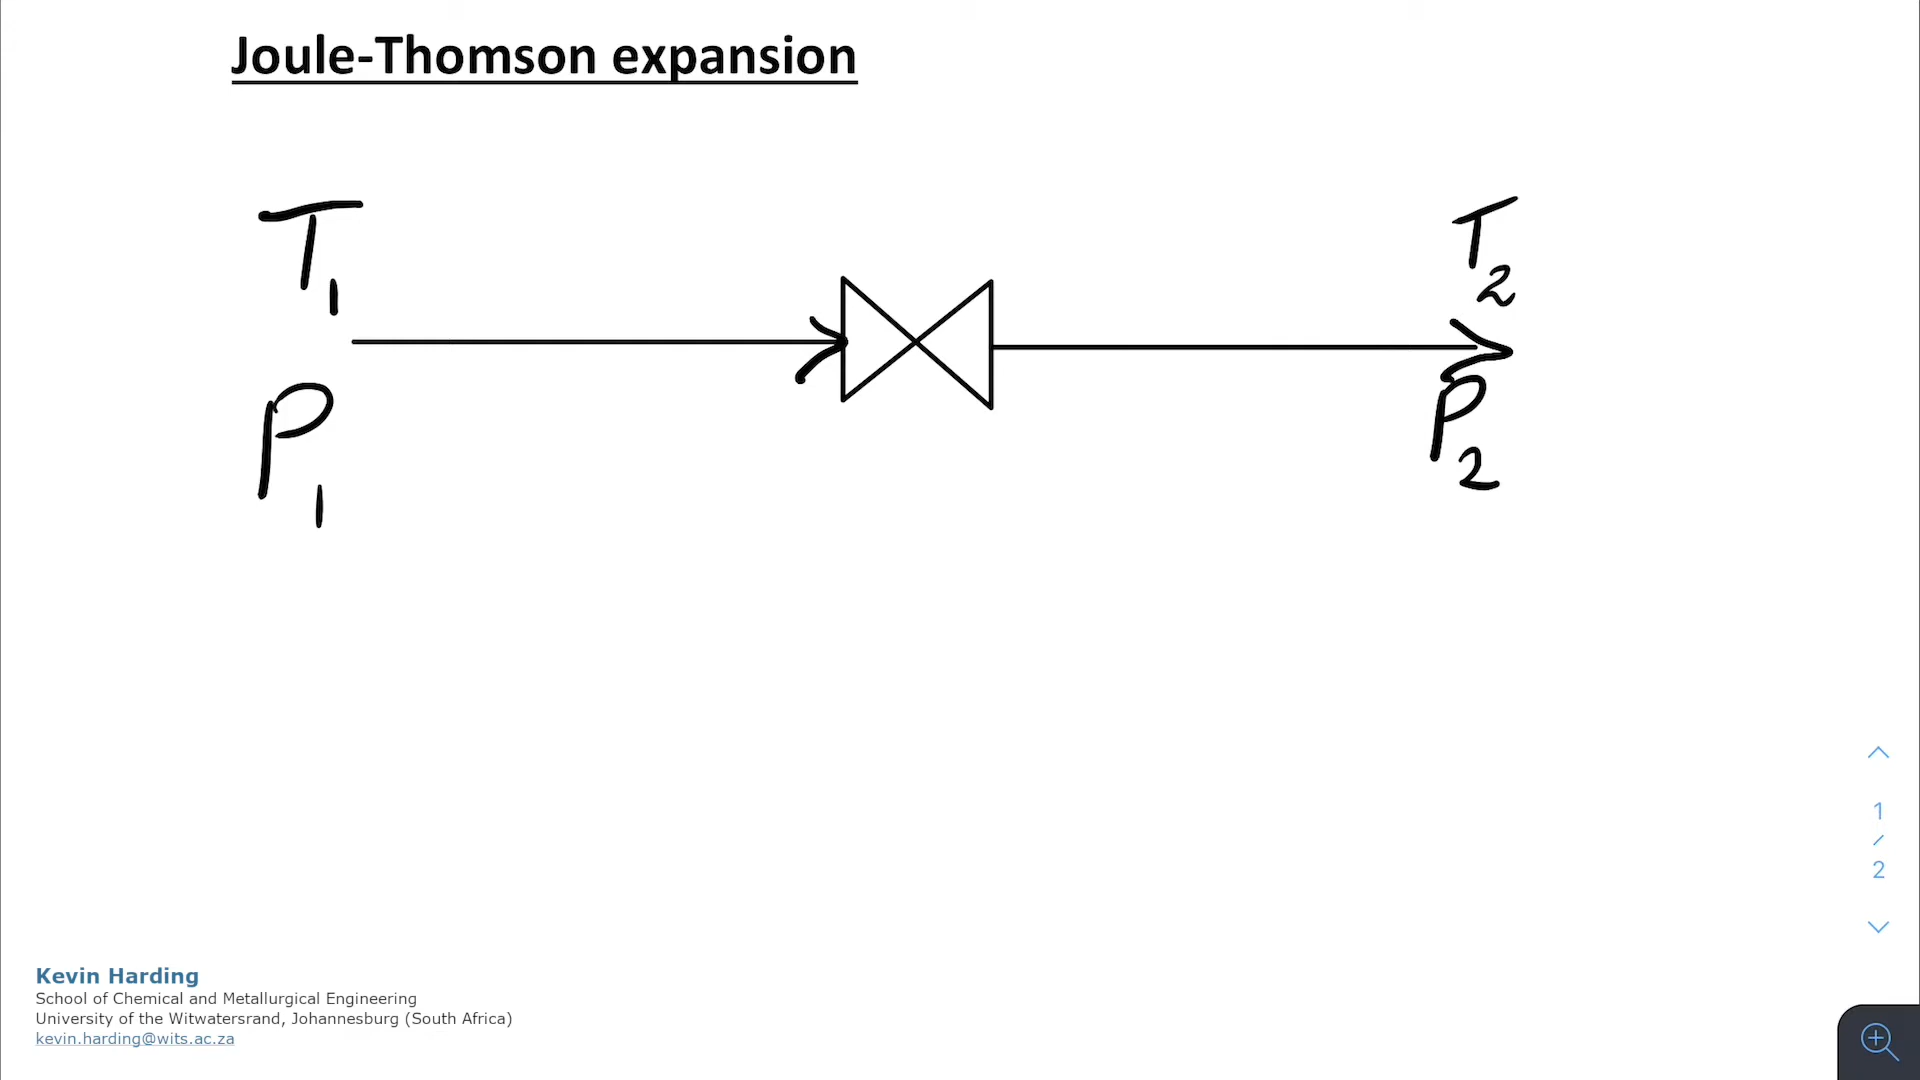 Joule-Thomson expansion
T1
T2
P1
P2
1
/
2
Kevin Harding
School of Chemical and Metallurgical Engineering
University of the Witwatersrand, Johannesburg (South Africa)
kevin.harding@wits.ac.za